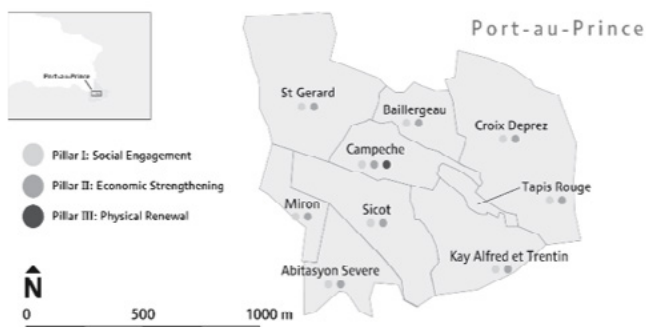 Port-au-Prince
Port-au-Prince
Pillar I: Social Engagement
Pillar II: Economic Strengthening
Pillar III: Physical Renewal
St Gerard
Baillergeau
Croix Deprez
Campeche
Tapis Rouge
Miron
Sicot
Kay Alfred et Trentin
Abitasyon Severe
N
0 500 1000 m